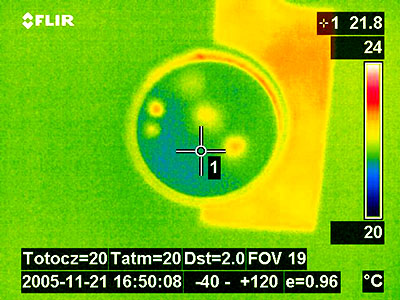 FLIR
1 21.8
24
1
20
Totocz=20 Tatm=20 Dst=2.0 FOV 19
2005-11-21 16:50:08 -40 - +120 e=0.96 °C